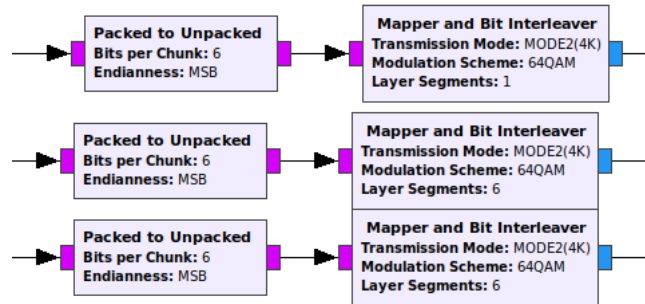 Packed to Unpacked
Bits per Chunk: 6
Endianness: MSB
Mapper and Bit Interleaver
Transmission Mode: MODE2(4K)
Modulation Scheme: 64QAM
Layer Segments: 1
Packed to Unpacked
Bits per Chunk: 6
Endianness: MSB
Mapper and Bit Interleaver
Transmission Mode: MODE2(4K)
Modulation Scheme: 64QAM
Layer Segments: 6
Packed to Unpacked
Bits per Chunk: 6
Endianness: MSB
Mapper and Bit Interleaver
Transmission Mode: MODE2(4K)
Modulation Scheme: 64QAM
Layer Segments: 6